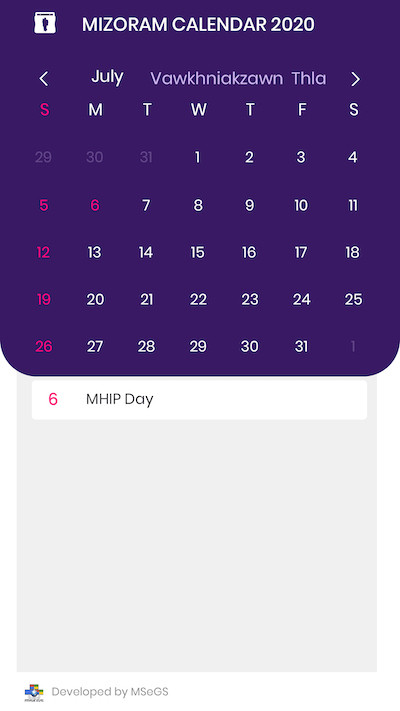 MIZORAM CALENDAR 2020
July Vawkhniakzawn Thla
S M T W T F S
29 30 31 1 2 3 4
5 6 7 8 9 10 11
12 13 14 15 16 17 18
19 20 21 22 23 24 25
26 27 28 29 30 31 1
6 MHIP Day
Developed by MSeGS